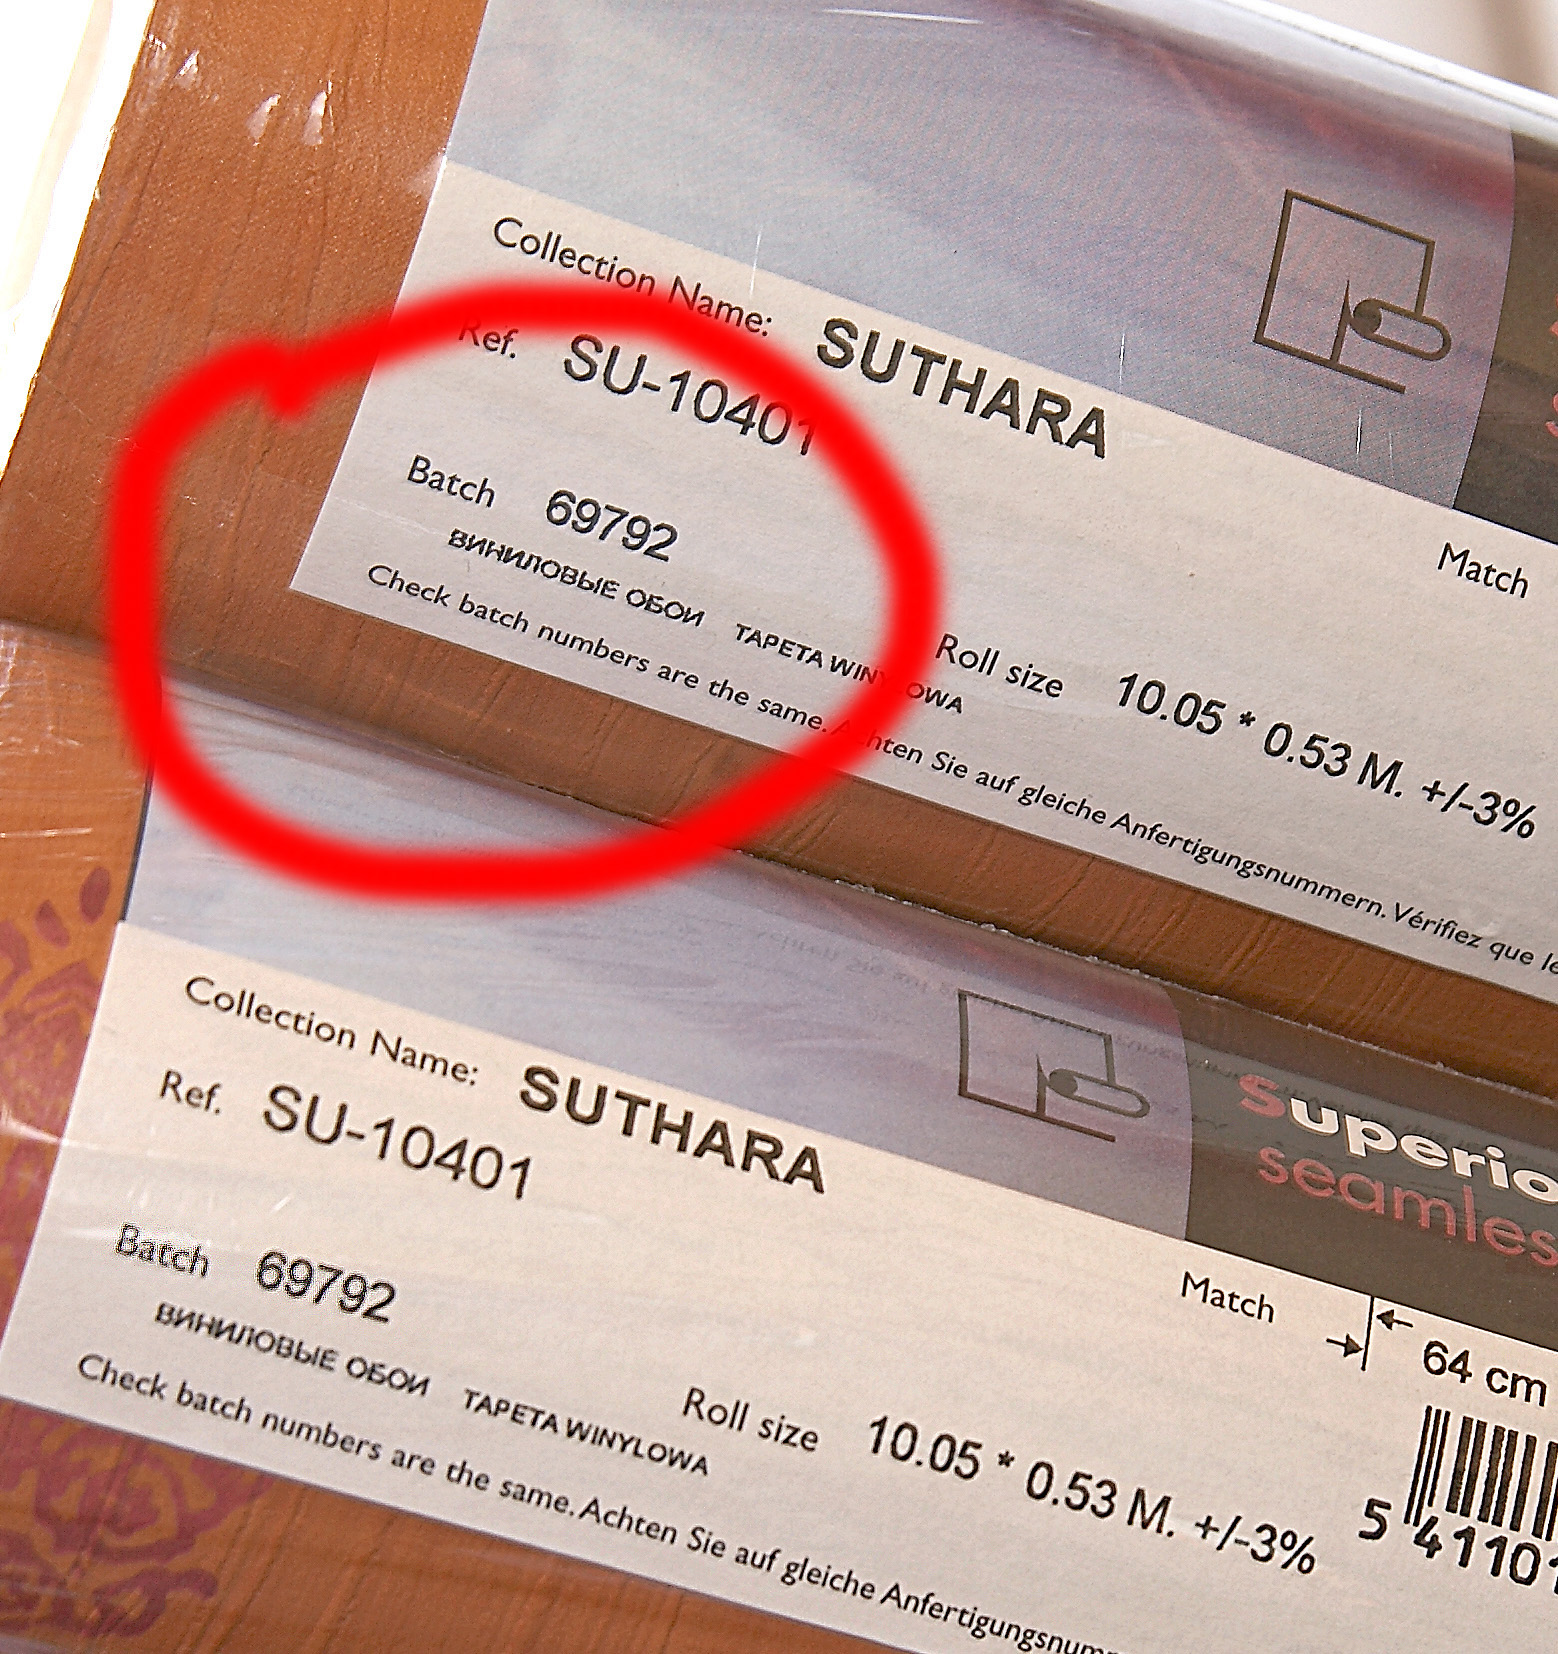 Collection Name: SUTHARA
Ref. SU-10401
Batch 69792
ВИНИЛОВЫЕ ОБОИ TAPETA WINYLOWA
Roll size 10.05 * 0.53 M. +/-3%
Match
Check batch numbers are the same. Achten Sie auf gleiche Anfertigungsnummern. Vérifiez que le
Collection Name: SUTHARA
Ref. SU-10401
Superio
seamles
Batch 69792
Match 64 cm
ВИНИЛОВЫЕ ОБОИ TAPETA WINYLOWA
Roll size 10.05 * 0.53 M. +/-3%
5 41101
Check batch numbers are the same. Achten Sie auf gleiche Anfertigungsnumm